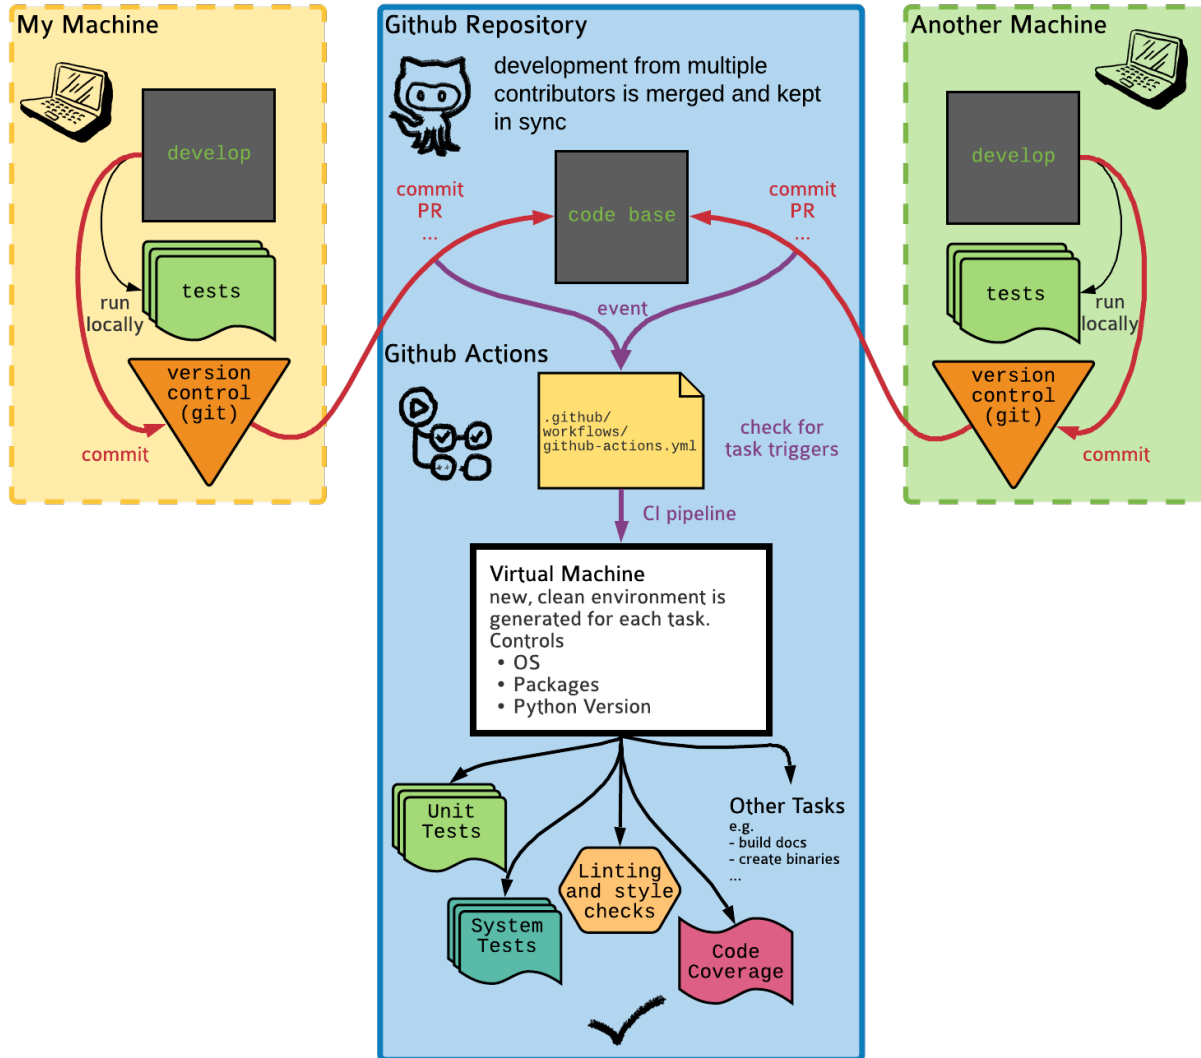 My Machine
develop
tests
run
locally
version
control
(git)
commit
Github Repository
development from multiple
contributors is merged and kept
in sync
commit
PR
...
code base
commit
PR
...
event
Github Actions
.github/
workflows/
github-actions.yml
check for
task triggers
CI pipeline
Virtual Machine
new, clean environment is
generated for each task.
Controls
• OS
• Packages
• Python Version
Unit
Tests
System
Tests
Linting
and style
checks
Code
Coverage
Other Tasks
e.g.
- build docs
- create binaries
...
Another Machine
develop
tests
run
locally
version
control
(git)
commit